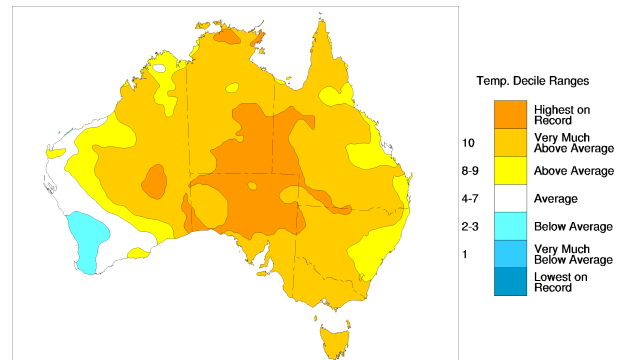 Temp. Decile Ranges
Highest on
Record
10
Very Much
Above Average
8-9
Above Average
4-7
Average
2-3
Below Average
1
Very Much
Below Average
Lowest on
Record